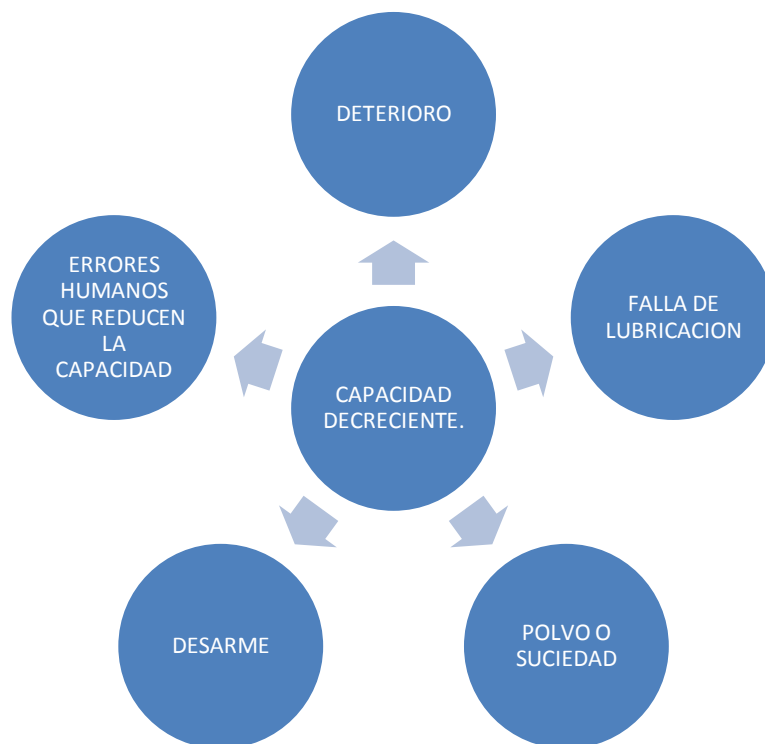 DETERIORO
ERRORES
HUMANOS
QUE REDUCEN
LA
CAPACIDAD
FALLA DE
LUBRICACION
CAPACIDAD
DECRECIENTE.
DESARME
POLVO O
SUCIEDAD